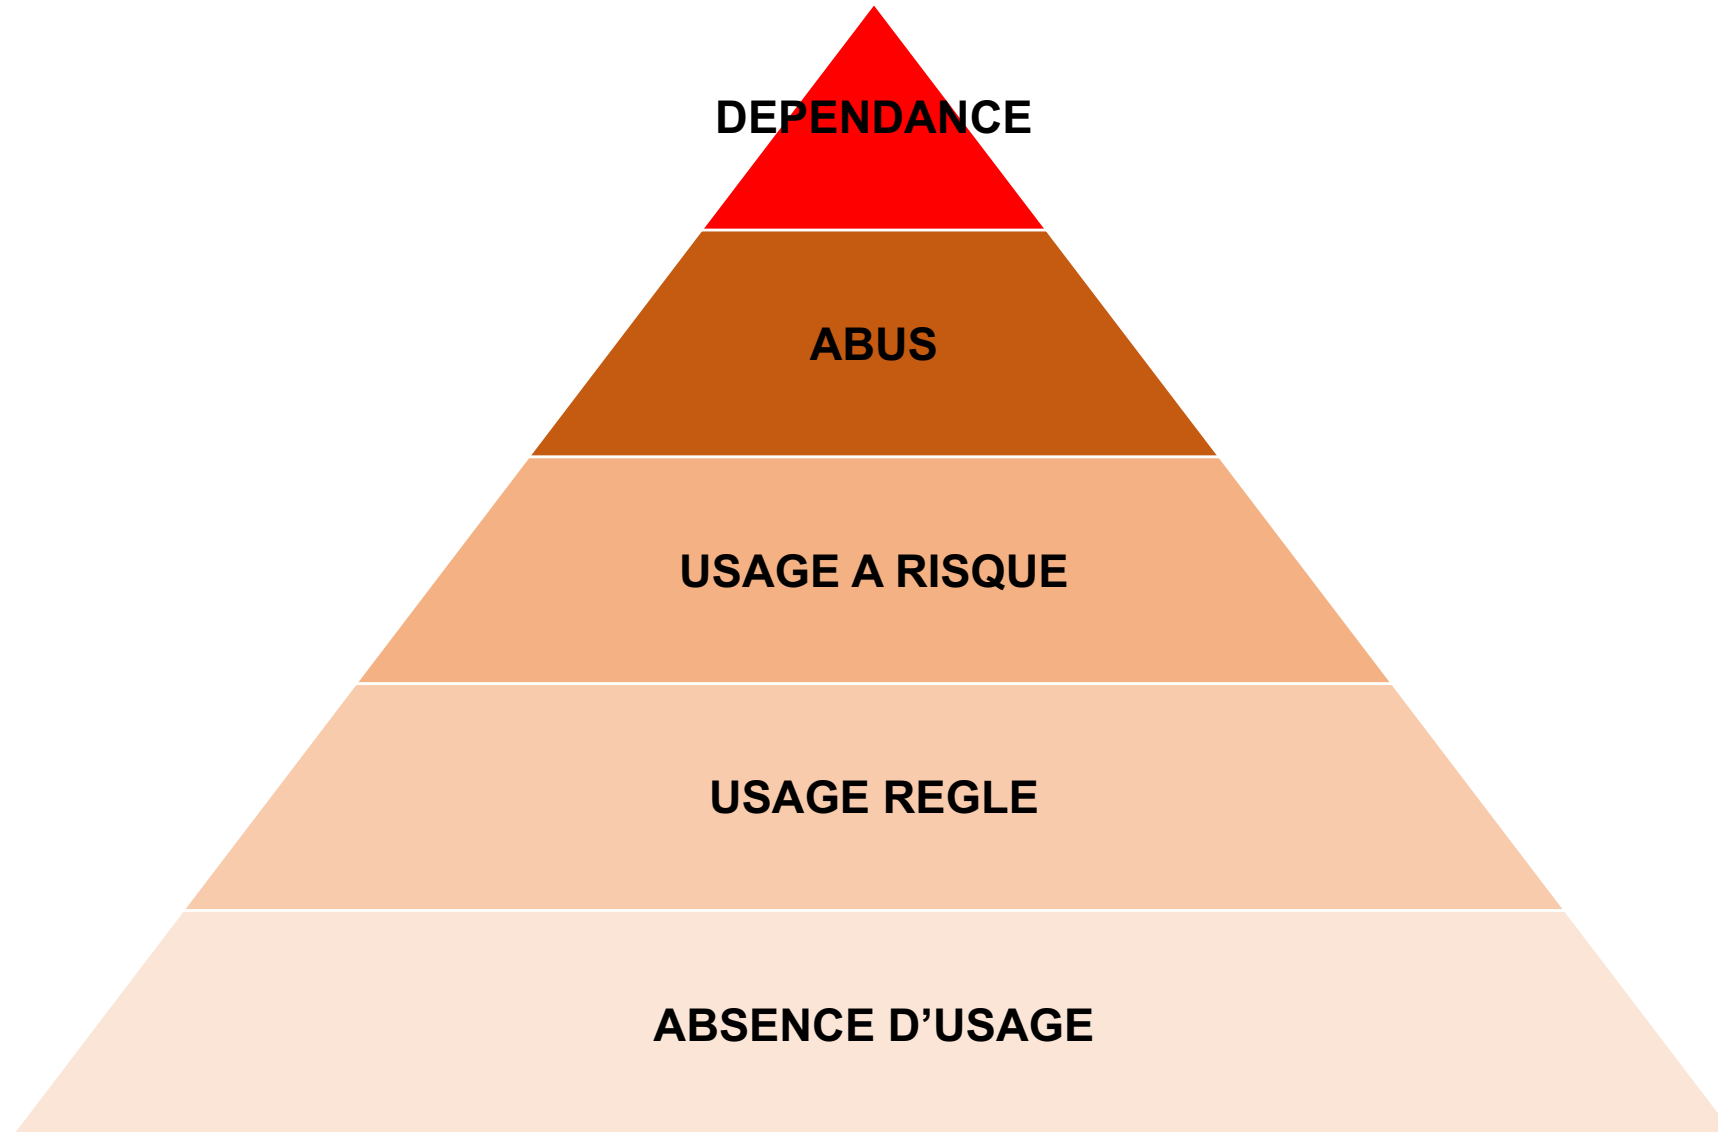 DEPENDANCE
ABUS
USAGE A RISQUE
USAGE REGLE
ABSENCE D’USAGE